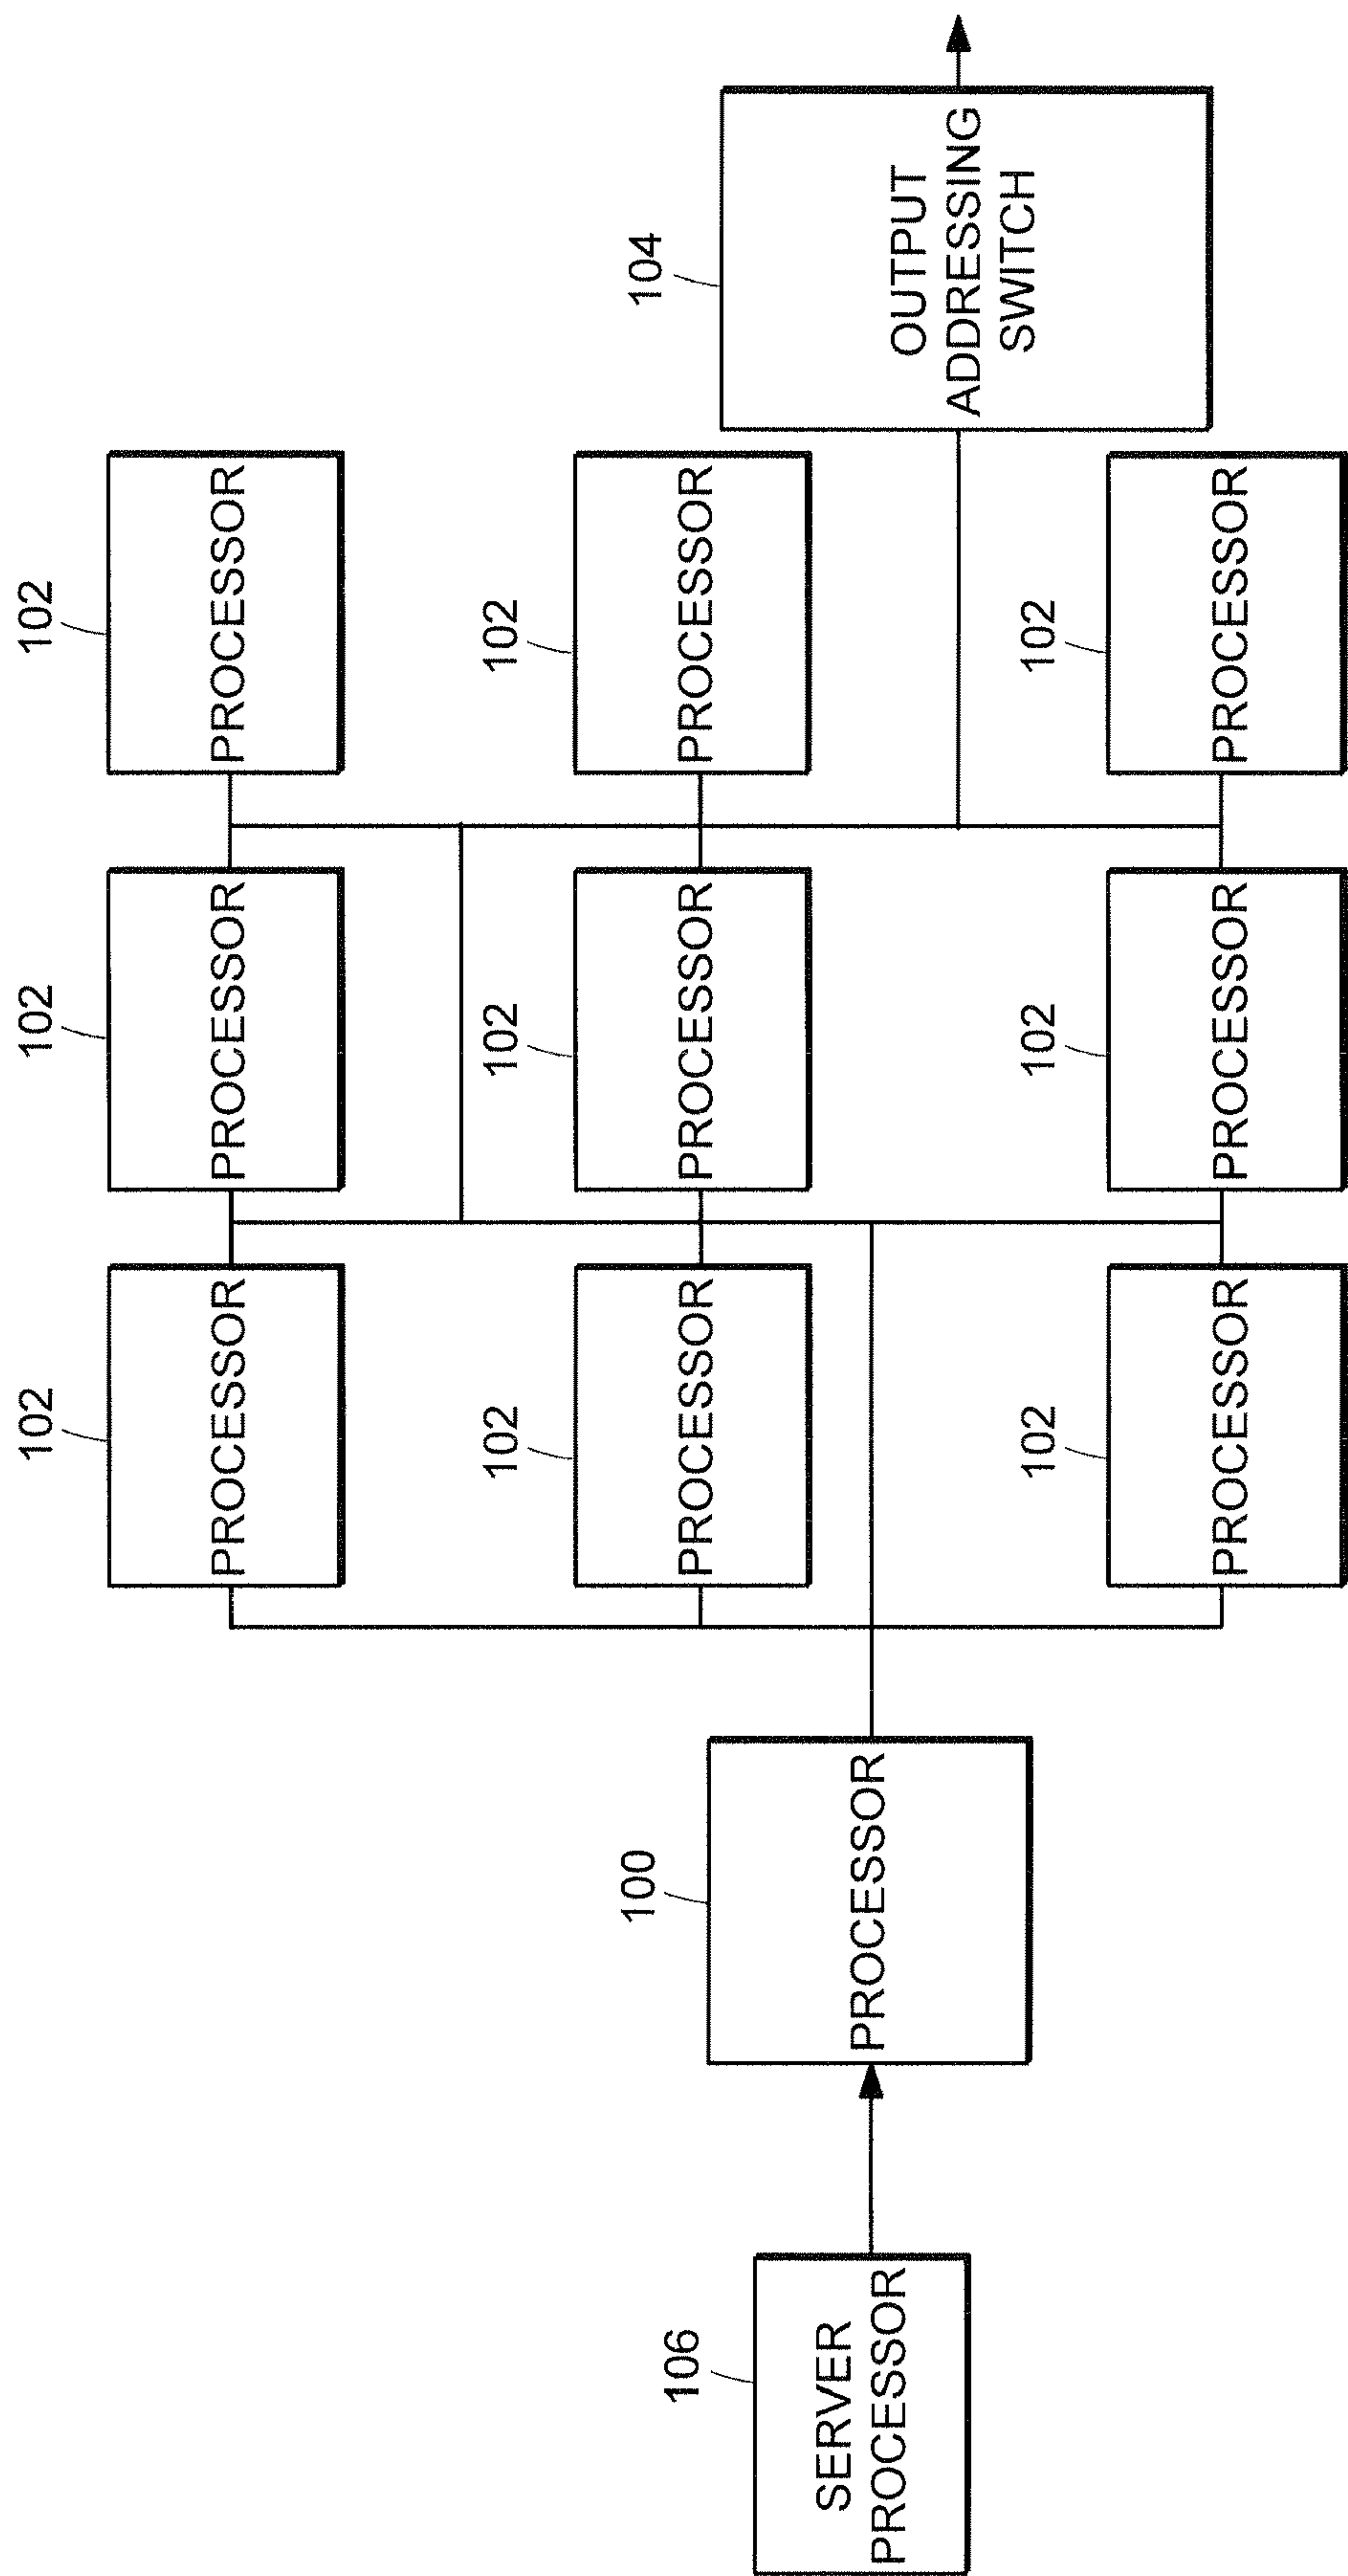 102
102
102
PROCESSOR
PROCESSOR
PROCESSOR
102
102
102
PROCESSOR
PROCESSOR
PROCESSOR
106
SERVER
PROCESSOR
100
PROCESSOR
104
OUTPUT
ADDRESSING
SWITCH
102
102
102
PROCESSOR
PROCESSOR
PROCESSOR